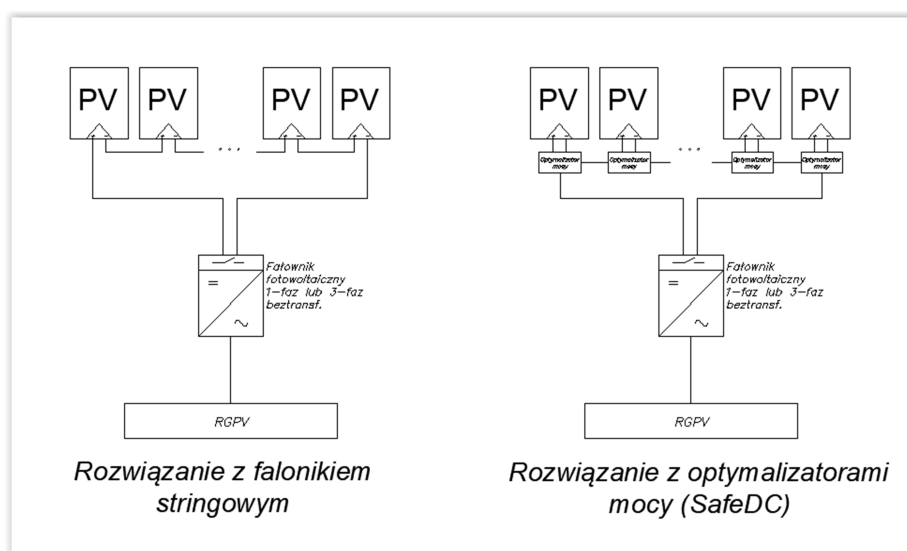 PV PV PV PV
Fałownik
fotowoltaiczny
1-faz lub 3-faz
beztransf.
RGPV
Rozwiązanie z falonikiem
stringowym
PV PV PV PV
Optymalizator
mocy
Optymalizator
mocy
Optymalizator
mocy
Optymalizator
mocy
Fałownik
fotowoltaiczny
1-faz lub 3-faz
beztransf.
RGPV
Rozwiązanie z optymalizatorami
mocy (SafeDC)